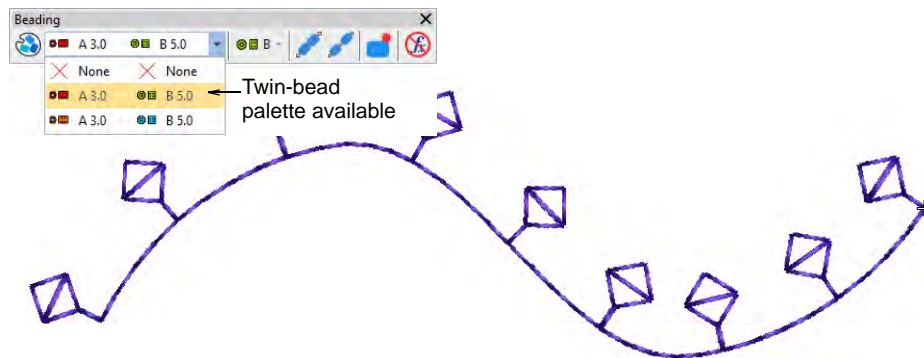 Beading
A 3.0 B 5.0 B
None None
A 3.0 B 5.0
A 3.0 B 5.0
Twin-bead
palette available